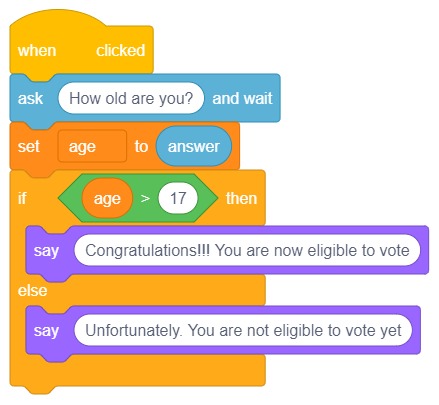 when clicked
ask How old are you? and wait
set age to answer
if age > 17 then
say Congratulations!!! You are now eligible to vote
else
say Unfortunately. You are not eligible to vote yet